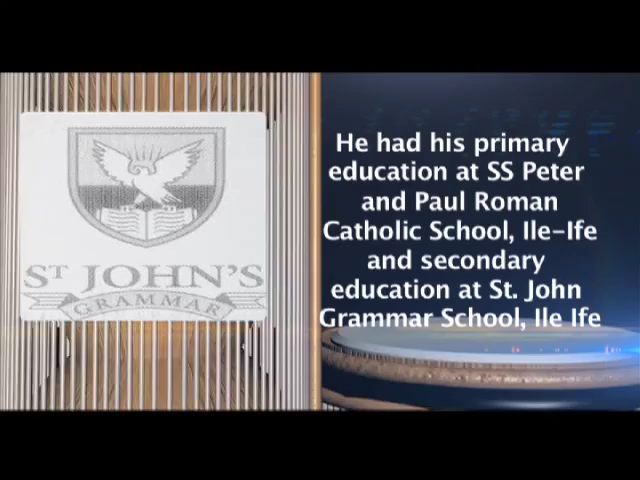 ST JOHN'S
GRAMMAR
He had his primary
education at SS Peter
and Paul Roman
Catholic School, Ile-Ife
and secondary
education at St. John
Grammar School, Ile Ife